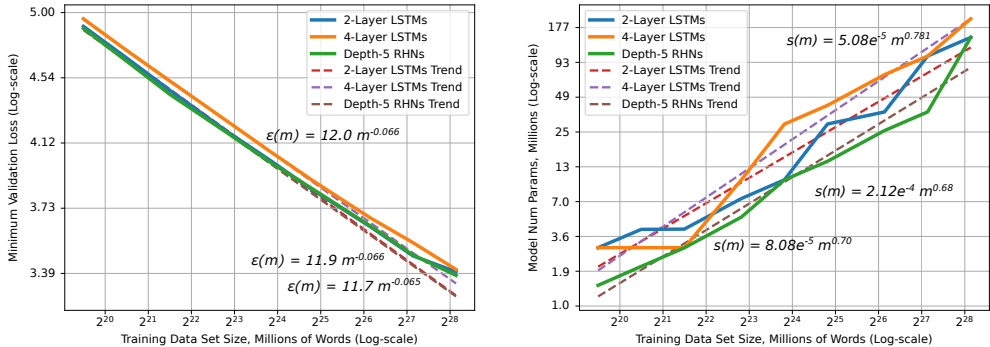 5.00
4.54
4.12
3.73
3.39
Minimum Validation Loss (Log-scale)
2-Layer LSTMs
4-Layer LSTMs
Depth-5 RHNs
2-Layer LSTMs Trend
4-Layer LSTMs Trend
Depth-5 RHNs Trend
ε(m) = 12.0 m^-0.066
ε(m) = 11.9 m^-0.066
ε(m) = 11.7 m^-0.065
2^20 2^21 2^22 2^23 2^24 2^25 2^26 2^27 2^28
Training Data Set Size, Millions of Words (Log-scale)
177
93
49
25
13
7.0
3.6
1.9
1.0
Model Num Params, Millions (Log-scale)
2-Layer LSTMs
4-Layer LSTMs
Depth-5 RHNs
2-Layer LSTMs Trend
4-Layer LSTMs Trend
Depth-5 RHNs Trend
s(m) = 5.08e^-5 m^0.781
s(m) = 2.12e^-4 m^0.68
s(m) = 8.08e^-5 m^0.70
2^20 2^21 2^22 2^23 2^24 2^25 2^26 2^27 2^28
Training Data Set Size, Millions of Words (Log-scale)